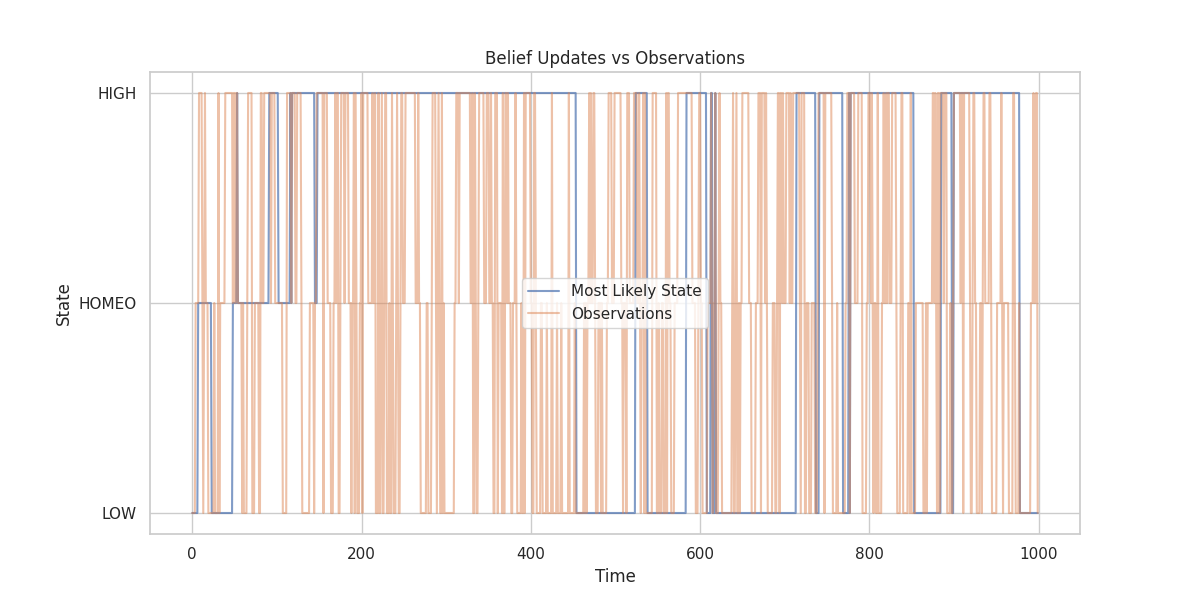 Belief Updates vs Observations
HIGH
HOMEO
LOW
State
Most Likely State
Observations
0 200 400 600 800 1000
Time